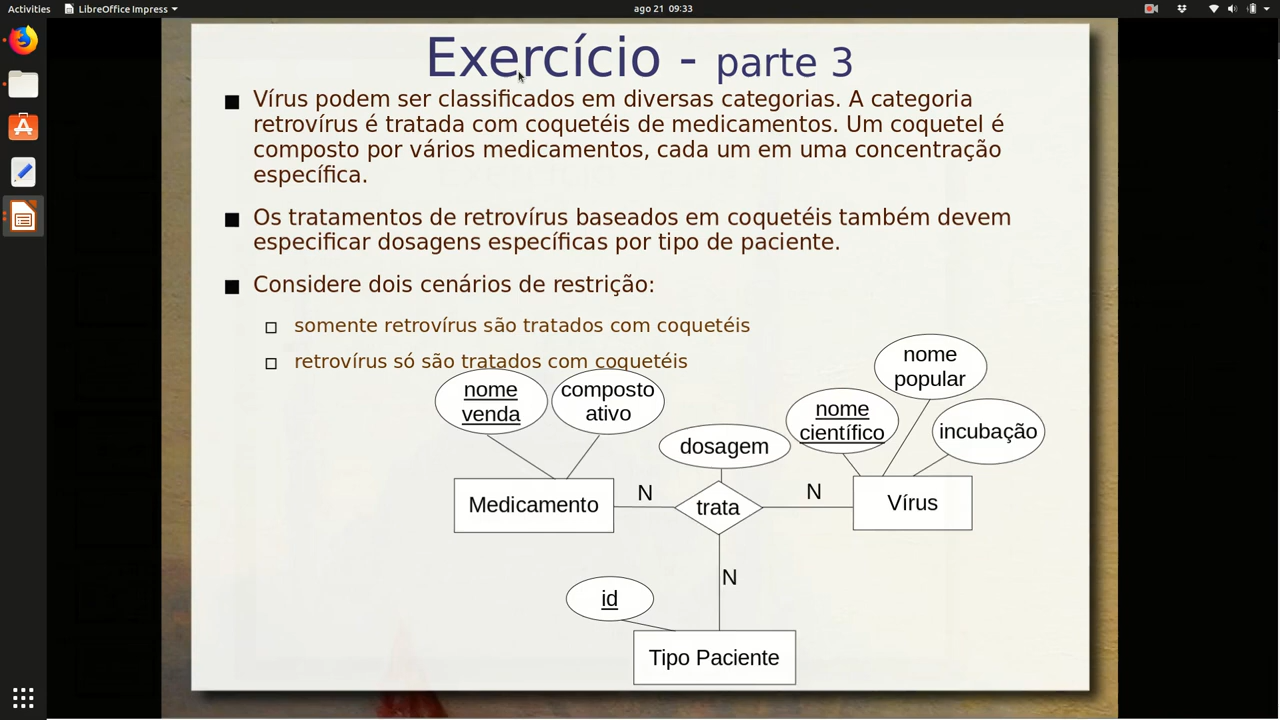 Activities LibreOffice Impress ago 21 09:33
Exercício - parte 3
Vírus podem ser classificados em diversas categorias. A categoria
retrovírus é tratada com coquetéis de medicamentos. Um coquetel é
composto por vários medicamentos, cada um em uma concentração
específica.
Os tratamentos de retrovírus baseados em coquetéis também devem
especificar dosagens específicas por tipo de paciente.
Considere dois cenários de restrição:
somente retrovírus são tratados com coquetéis
retrovírus só são tratados com coquetéis
nome
popular
nome
venda
composto
ativo
nome
científico
incubação
dosagem
Medicamento
N
trata
N
Vírus
N
id
Tipo Paciente